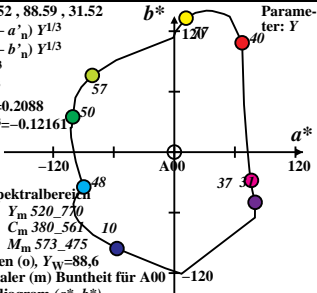 52 , 88.59 , 31.52
b*
Parame-
ter: Y
– a’n) Y1/3
– b’n) Y1/3
120
77
40
57
=0.2088
50
=−0.12161
a*
−120
A00
120
48
37
spektralbereich
Ym 520_770
Cm 380_561
10
Mm 573_475
en (o), YW=88,6
aler (m) Buntheit für A00
−120